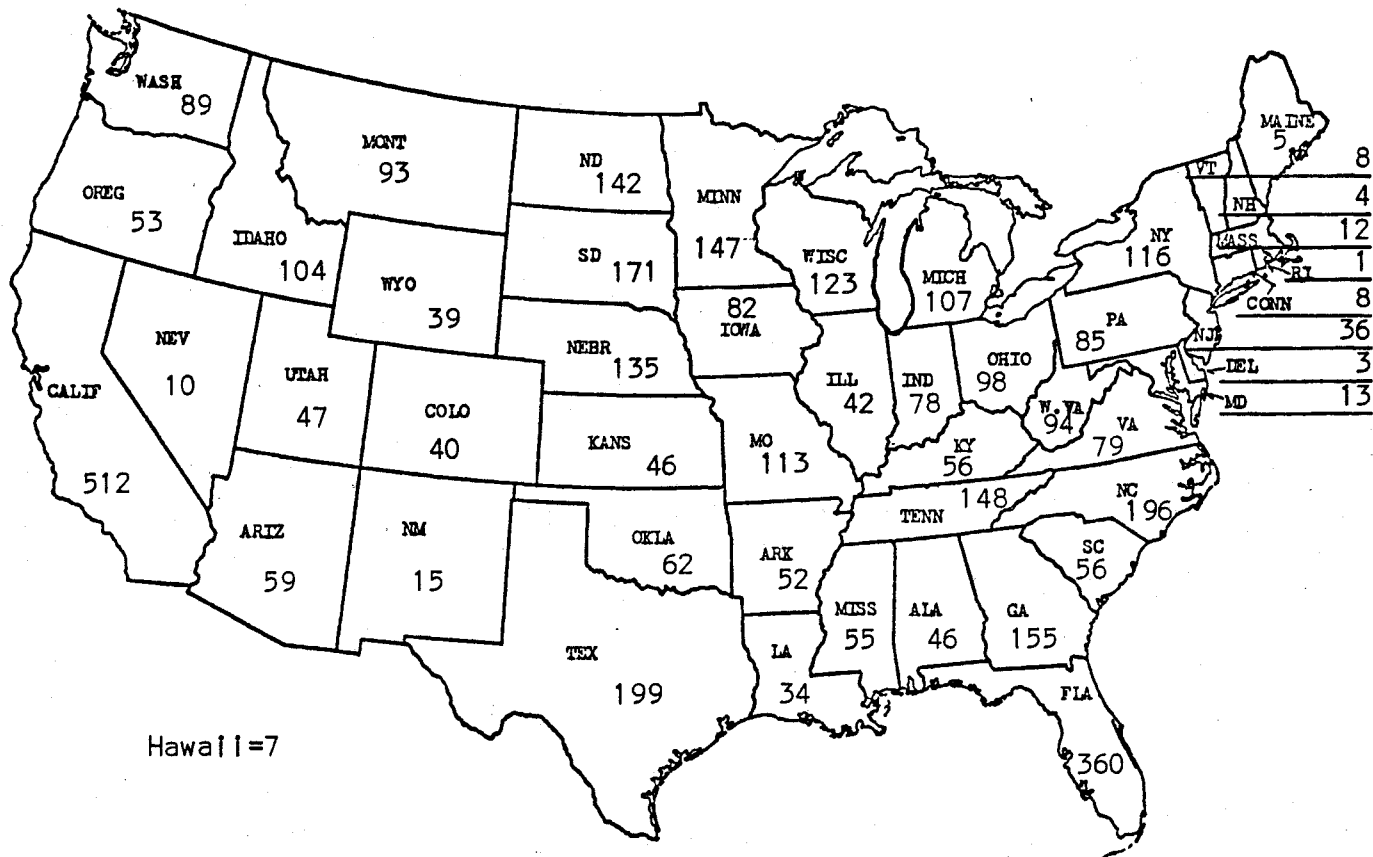 WASH
89
OREG
53
CALIF
512
NEV
10
IDAHO
104
MONT
93
WYO
39
UTAH
47
COLO
40
ARIZ
59
NM
15
ND
142
SD
171
NEBR
135
KANS
46
OKLA
62
TEX
199
MINN
147
82
IOWA
MO
113
ARK
52
LA
34
WISC
123
ILL
42
MICH
107
IND
78
OHIO
98
KY
56
148
TENN
MISS
55
ALA
46
GA
155
FLA
360
SC
56
NC
196
VA
79
W.VA
94
PA
85
NY
116
MAINE
5
VT
8
NH
4
MASS
12
RI
1
CONN
8
NJ
36
DEL
3
MD
13
Hawaii=7